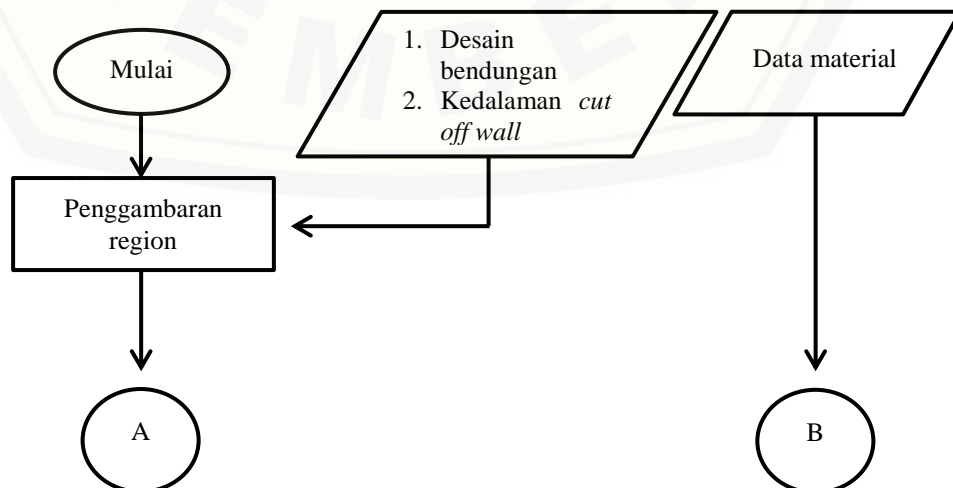 Mulai
1. Desain
bendungan
2. Kedalaman cut
off wall
Data material
Penggambaran
region
A
B